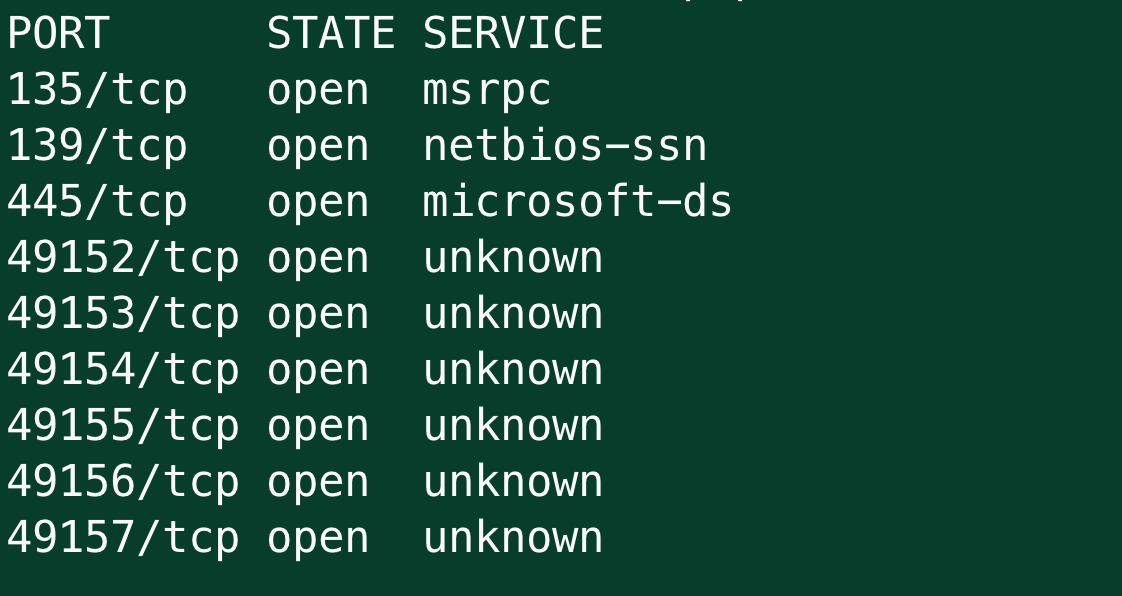 PORT      STATE SERVICE
135/tcp   open  msrpc
139/tcp   open  netbios-ssn
445/tcp   open  microsoft-ds
49152/tcp open  unknown
49153/tcp open  unknown
49154/tcp open  unknown
49155/tcp open  unknown
49156/tcp open  unknown
49157/tcp open  unknown